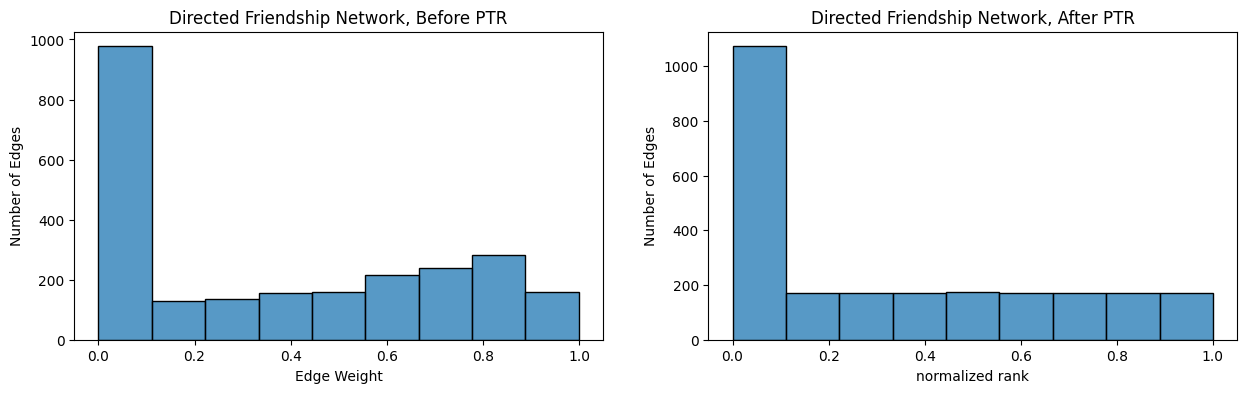 Directed Friendship Network, Before PTR
Number of Edges
1000
800
600
400
200
0
0.0 0.2 0.4 0.6 0.8 1.0
Edge Weight
Directed Friendship Network, After PTR
Number of Edges
1000
800
600
400
200
0
0.0 0.2 0.4 0.6 0.8 1.0
normalized rank